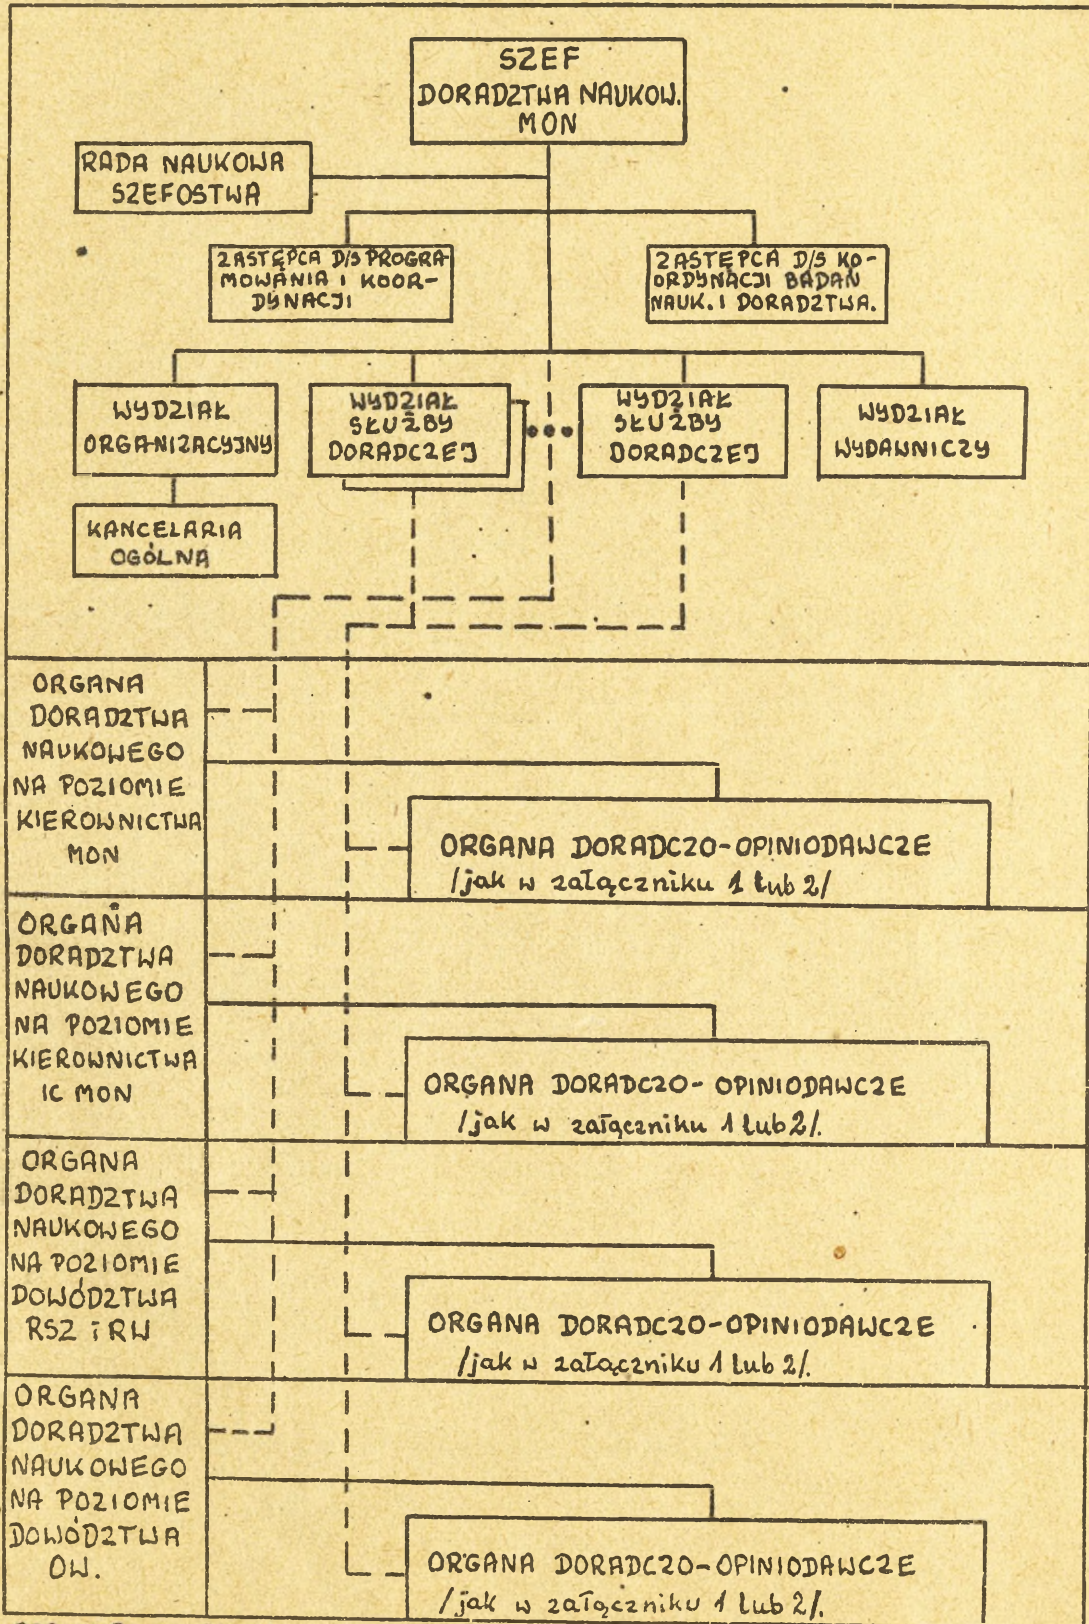 SZEF
DORADZTWA NAUKOW.
MON
RADA NAUKOWA
SZEFOSTWA
ZASTĘPCA D/S PROGRA-
MOWANIA I KOOR-
DYNACJI
ZASTĘPCA D/S KO-
ORDYNACJI BADAŃ
NAUK. I DORADZTWA.
WYDZIAŁ
ORGANIZACYJNY
WYDZIAŁ
SŁUŻBY
DORADCZEJ
WYDZIAŁ
SŁUŻBY
DORADCZEJ
WYDZIAŁ
WYDAWNICZY
KANCELARIA
OGÓLNA
ORGANA
DORADZTWA
NAUKOWEGO
NA POZIOMIE
KIEROWNICTWA
MON
ORGANA DORADCZO-OPINIODAWCZE
/jak w załączniku 1 lub 2/
ORGANA
DORADZTWA
NAUKOWEGO
NA POZIOMIE
KIEROWNICTWA
IC MON
ORGANA DORADCZO-OPINIODAWCZE
/jak w załączniku 1 lub 2/.
ORGANA
DORADZTWA
NAUKOWEGO
NA POZIOMIE
DOWÓDZTWA
RSZ i RW
ORGANA DORADCZO-OPINIODAWCZE
/jak w załączniku 1 lub 2/.
ORGANA
DORADZTWA
NAUKOWEGO
NA POZIOMIE
DOWÓDZTWA
OW.
ORGANA DORADCZO-OPINIODAWCZE
/jak w załączniku 1 lub 2/.